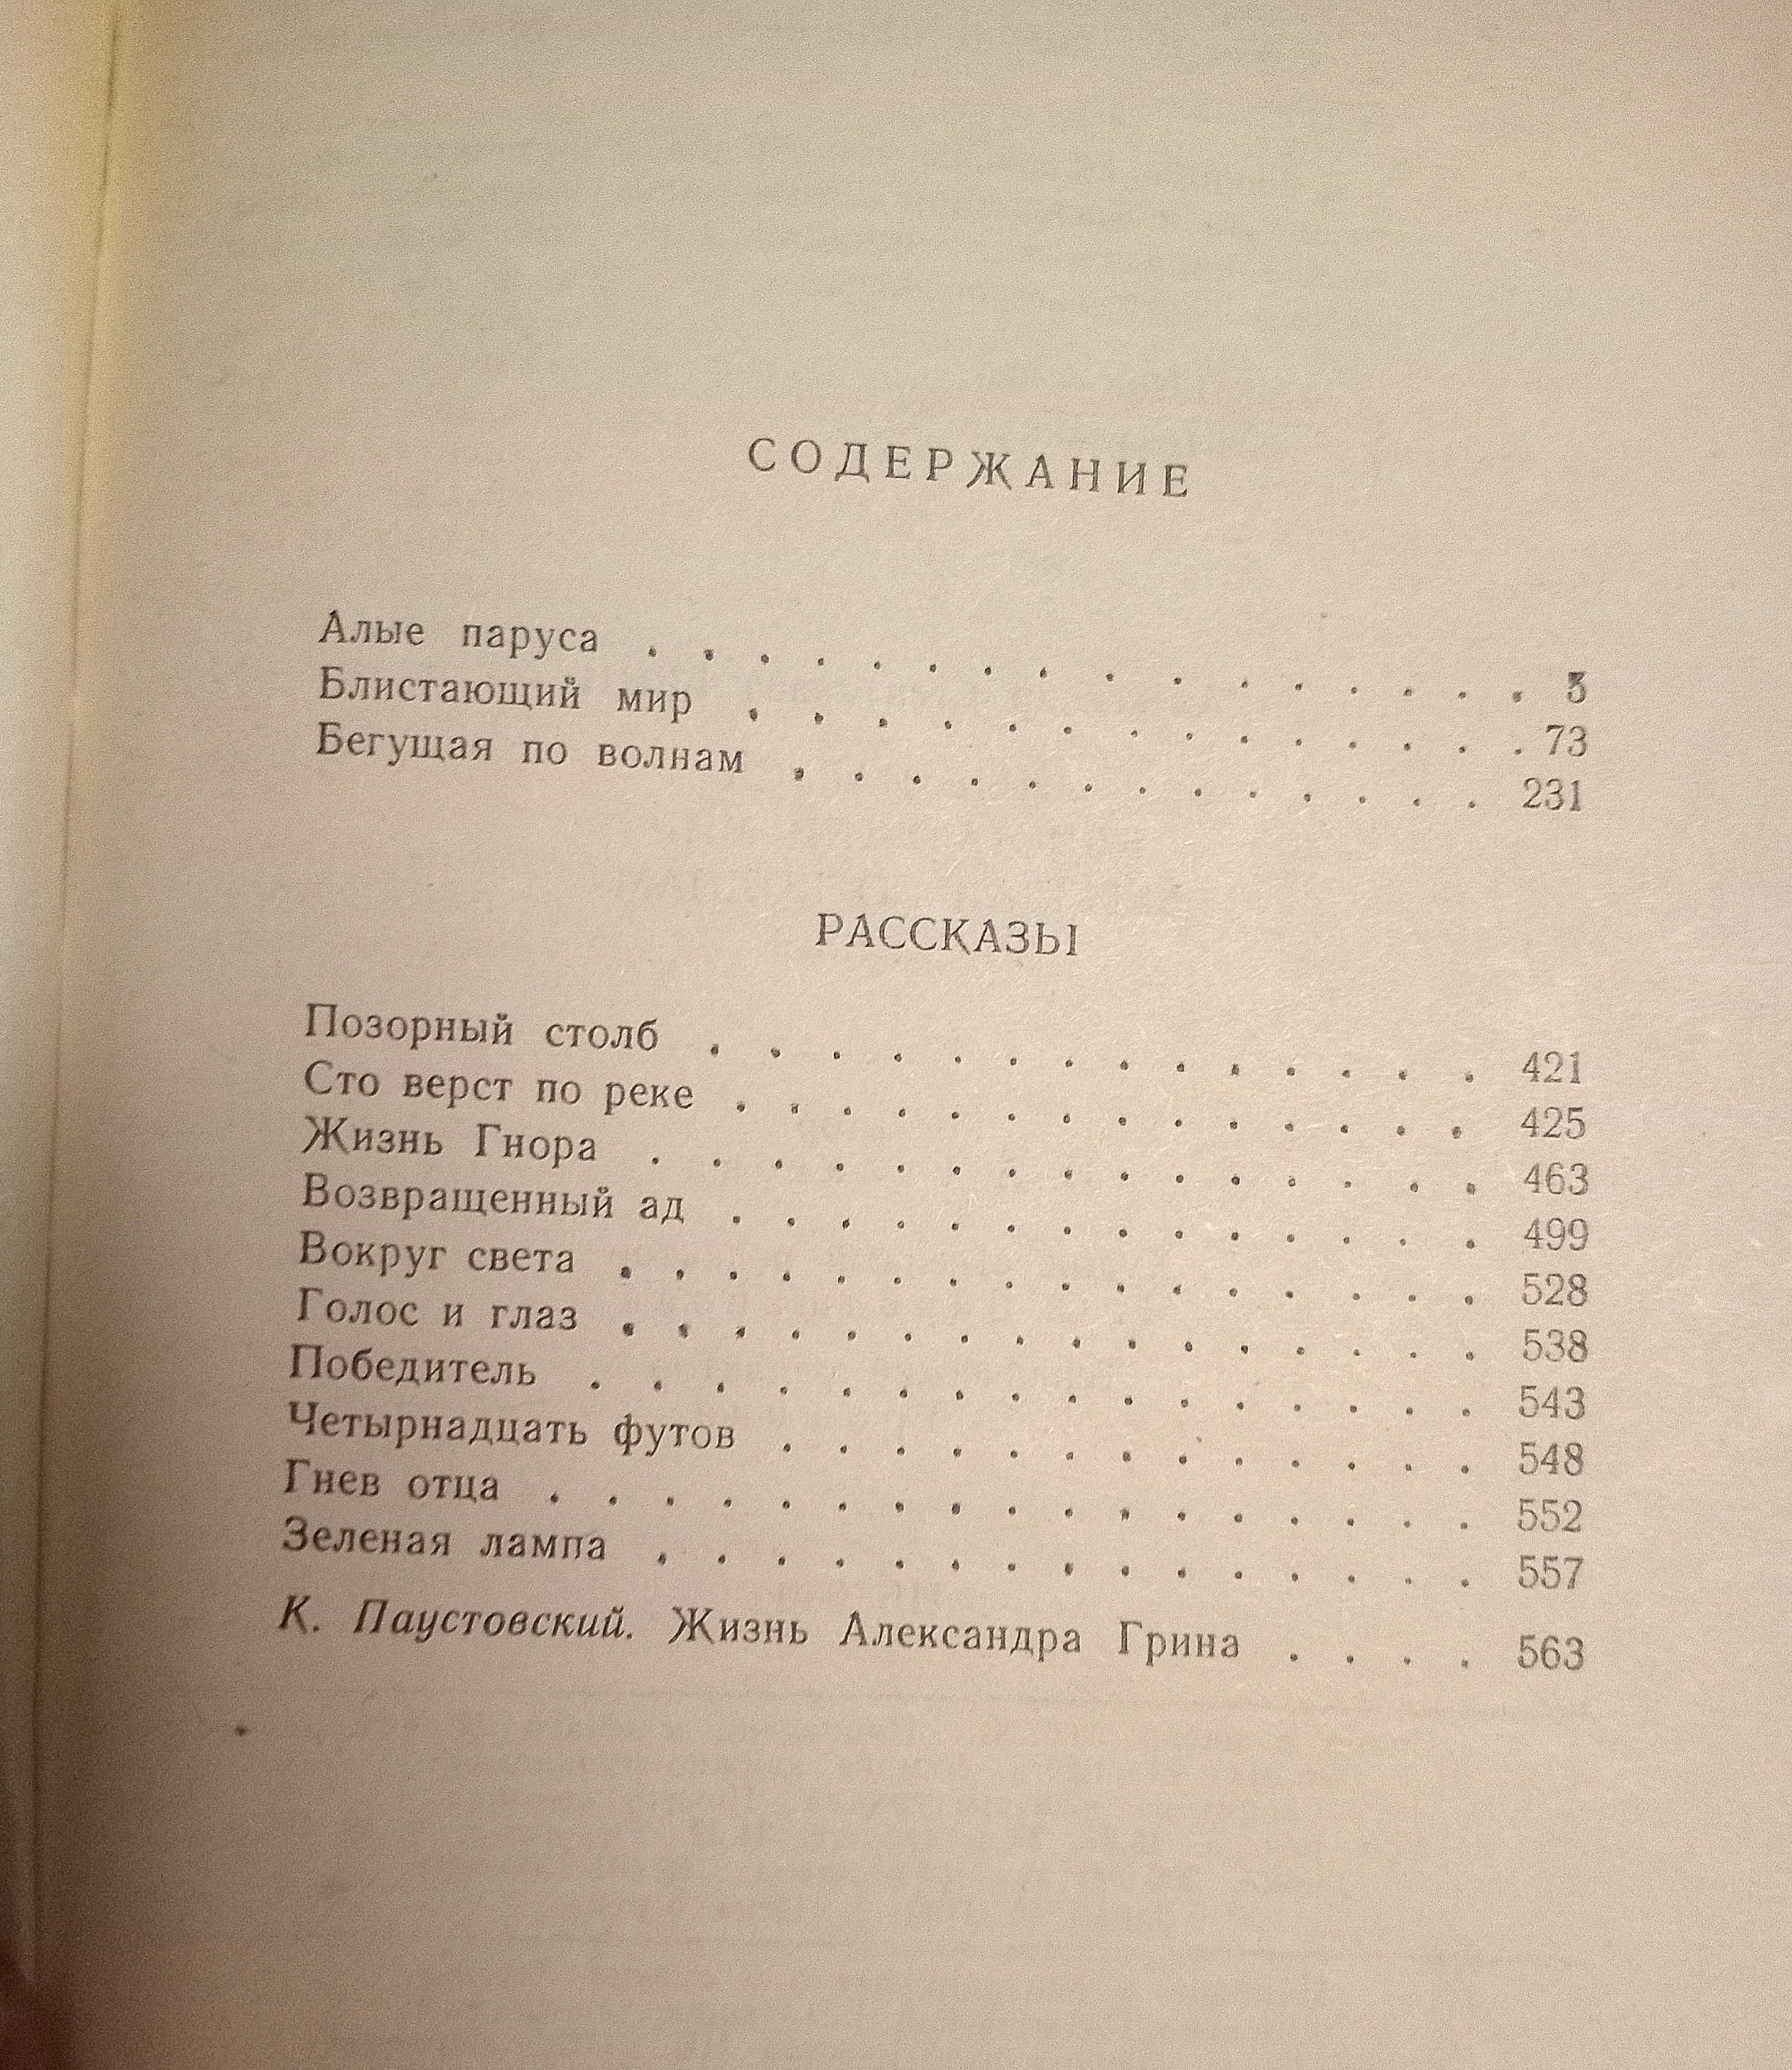 СОДЕРЖАНИЕ
Алые паруса . . . . . . . . . . . . . . . . 3
Блистающий мир . . . . . . . . . . . . . . 73
Бегущая по волнам . . . . . . . . . . . . . 231
РАССКАЗЫ
Позорный столб . . . . . . . . . . . . . . 421
Сто верст по реке . . . . . . . . . . . . . . 425
Жизнь Гнора . . . . . . . . . . . . . . . 463
Возвращенный ад . . . . . . . . . . . . . . 499
Вокруг света . . . . . . . . . . . . . . . . 528
Голос и глаз . . . . . . . . . . . . . . . . 538
Победитель . . . . . . . . . . . . . . . . 543
Четырнадцать футов . . . . . . . . . . . . . 548
Гнев отца . . . . . . . . . . . . . . . . . 552
Зеленая лампа . . . . . . . . . . . . . . . 557
К. Паустовский. Жизнь Александра Грина . . . . 563